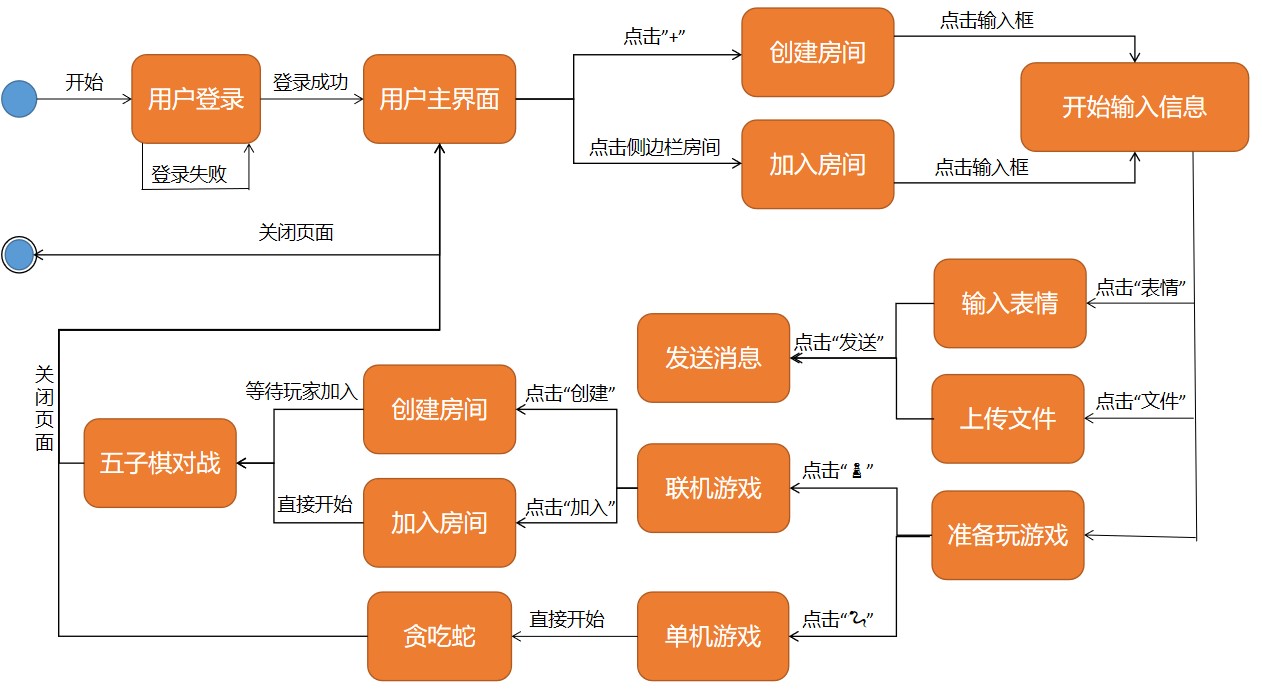 点击”+”
创建房间
点击输入框
开始
用户登录
登录成功
用户主界面
开始输入信息
点击侧边栏房间
加入房间
点击输入框
登录失败
关闭页面
输入表情
点击“表情”
发送消息
点击“发送”
上传文件
点击“文件”
关闭页面
等待玩家加入
创建房间
点击“创建”
五子棋对战
联机游戏
点击“♟”
直接开始
加入房间
点击“加入”
准备玩游戏
贪吃蛇
直接开始
单机游戏
点击“🐍”